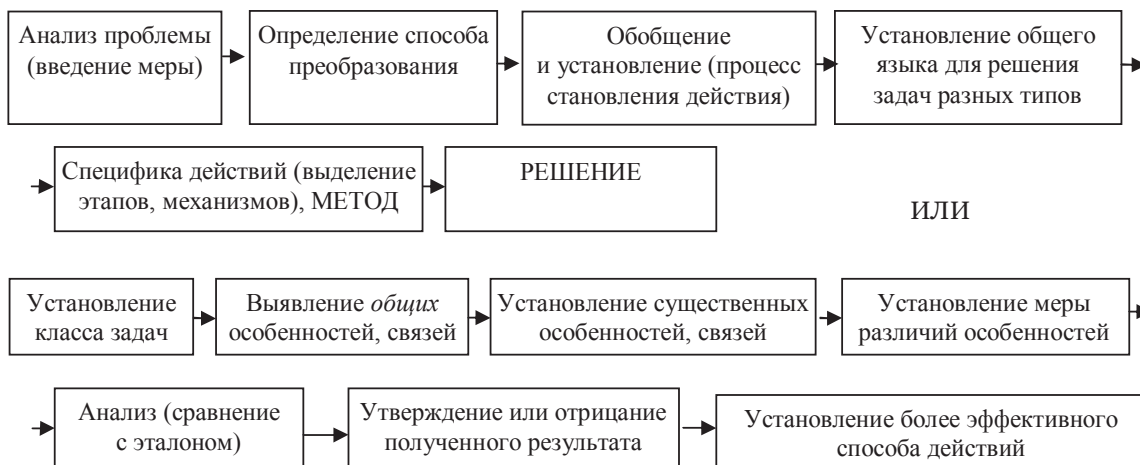 Анализ проблемы
(введение меры)
Определение способа
преобразования
Обобщение
и установление (процесс
становления действия)
Установление общего
языка для решения
задач разных типов
Специфика действий (выделение
этапов, механизмов), МЕТОД
РЕШЕНИЕ
ИЛИ
Установление
класса задач
Выявление общих
особенностей, связей
Установление существенных
особенностей, связей
Установление меры
различий особенностей
Анализ (сравнение
с эталоном)
Утверждение или отрицание
полученного результата
Установление более эффективного
способа действий